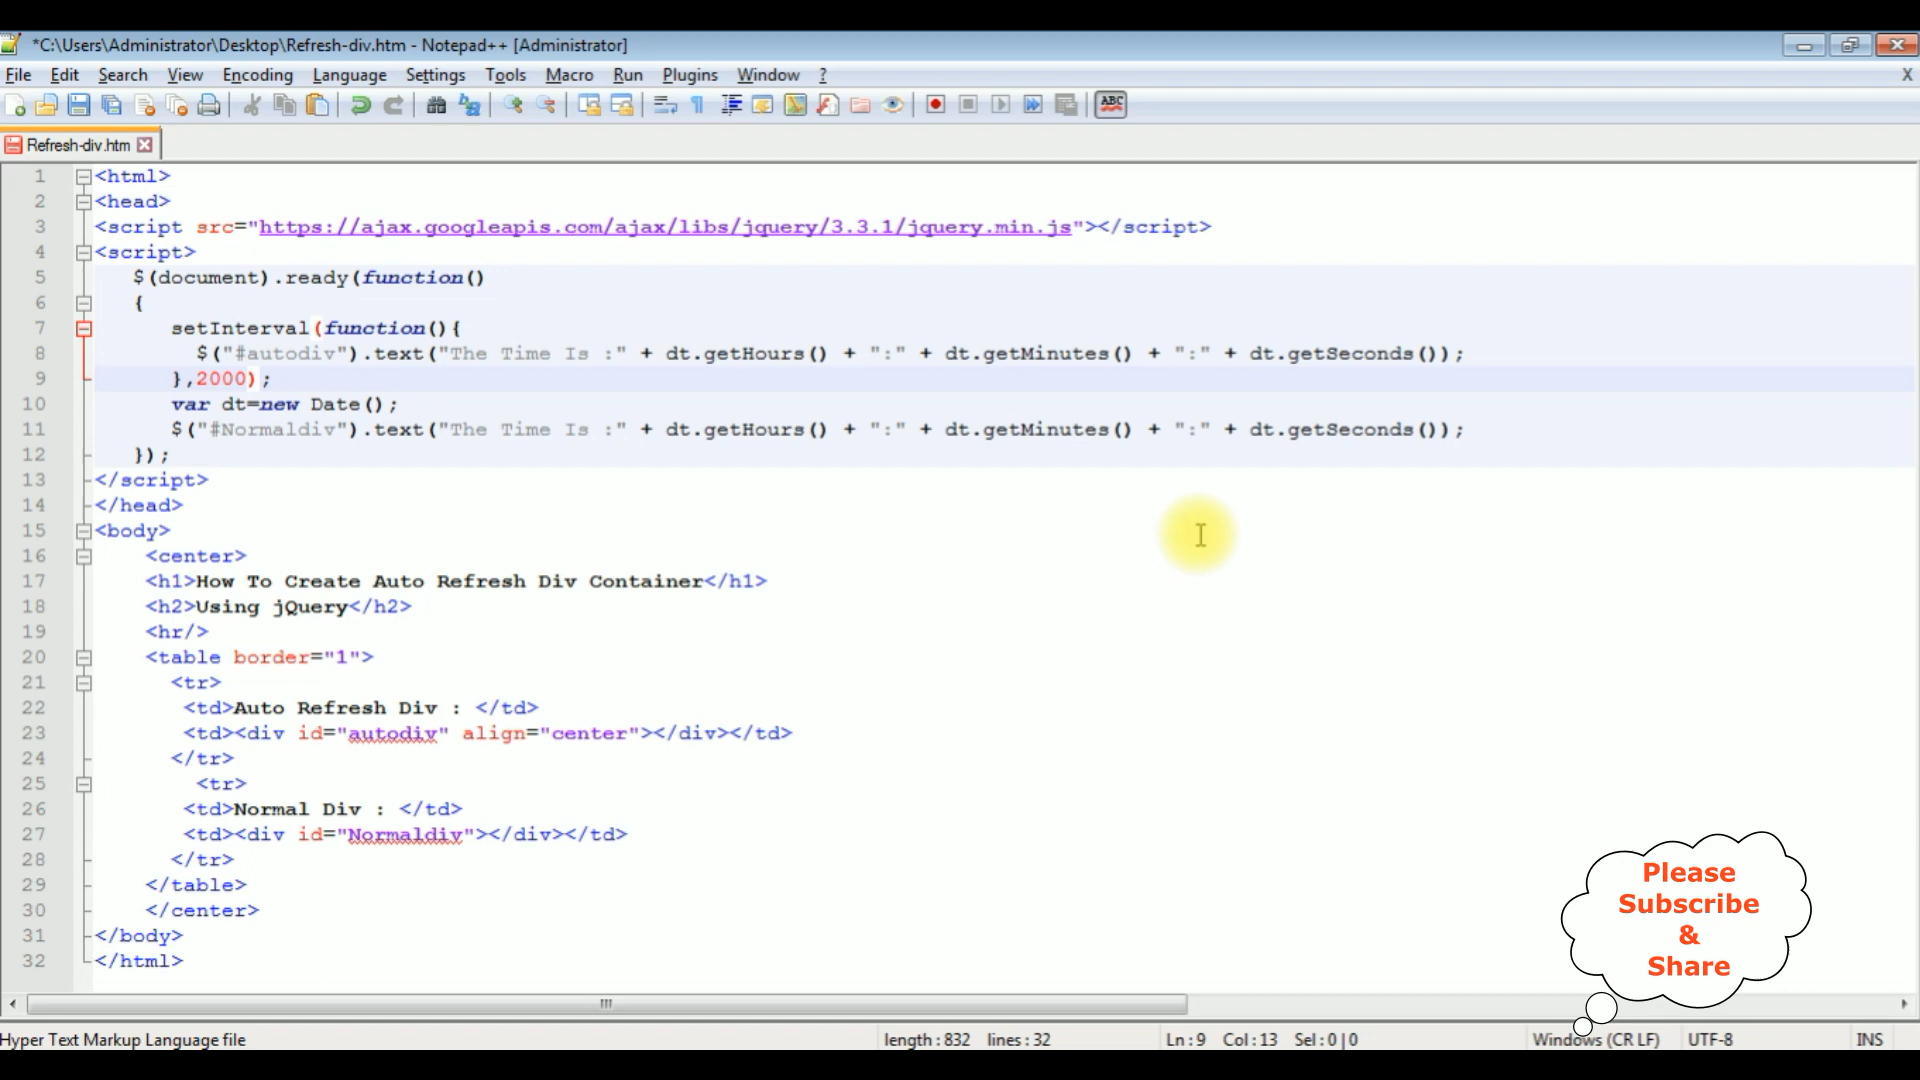 *C:\Users\Administrator\Desktop\Refresh-div.htm - Notepad++ [Administrator]
File Edit Search View Encoding Language Settings Tools Macro Run Plugins Window ? X
ABC
Refresh-div.htm
1 <html>
2 <head>
3 <script src="https://ajax.googleapis.com/ajax/libs/jquery/3.3.1/jquery.min.js"></script>
4 <script>
5 $(document).ready(function()
6 {
7 setInterval(function(){
8 $("#autodiv").text("The Time Is :" + dt.getHours() + ":" + dt.getMinutes() + ":" + dt.getSeconds());
9 },2000);
10 var dt=new Date();
11 $("#Normaldiv").text("The Time Is :" + dt.getHours() + ":" + dt.getMinutes() + ":" + dt.getSeconds());
12 });
13 </script>
14 </head>
15 <body>
16 <center>
17 <h1>How To Create Auto Refresh Div Container</h1>
18 <h2>Using jQuery</h2>
19 <hr/>
20 <table border="1">
21 <tr>
22 <td>Auto Refresh Div : </td>
23 <td><div id="autodiv" align="center"></div></td>
24 </tr>
25 <tr>
26 <td>Normal Div : </td>
27 <td><div id="Normaldiv"></div></td>
28 </tr>
29 </table>
30 </center>
31 </body>
32 </html>
Please
Subscribe
&
Share
Hyper Text Markup Language file length : 832 lines : 32 Ln : 9 Col : 13 Sel : 0 | 0 Windows (CR LF) UTF-8 INS